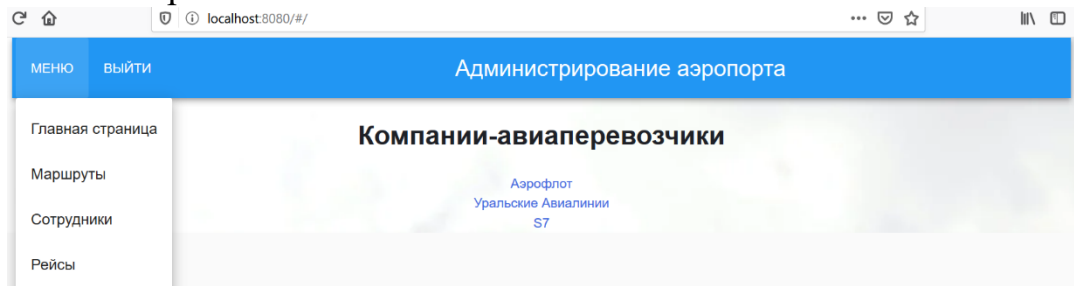 localhost:8080/#/
МЕНЮ ВЫЙТИ Администрирование аэропорта
Главная страница
Маршруты
Сотрудники
Рейсы
Компании-авиаперевозчики
Аэрофлот
Уральские Авиалинии
S7